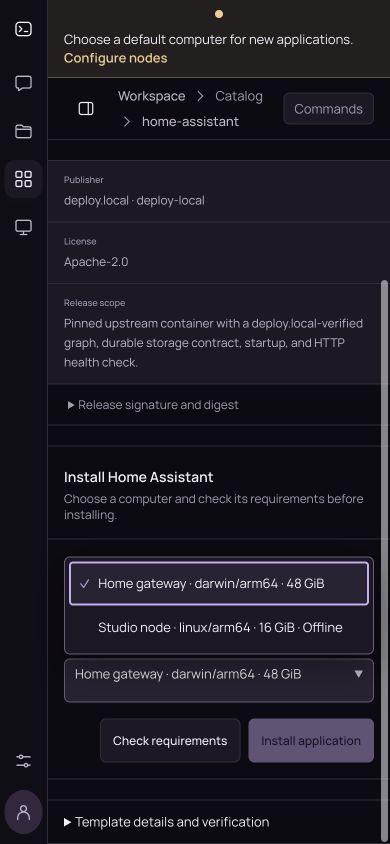 Choose a default computer for new applications.
Configure nodes
Workspace > Catalog
> home-assistant
Commands
Publisher
deploy.local · deploy-local
License
Apache-2.0
Release scope
Pinned upstream container with a deploy.local-verified
graph, durable storage contract, startup, and HTTP
health check.
Release signature and digest
Install Home Assistant
Choose a computer and check its requirements before
installing.
Home gateway · darwin/arm64 · 48 GiB
Studio node · linux/arm64 · 16 GiB · Offline
Home gateway · darwin/arm64 · 48 GiB
Check requirements
Install application
Template details and verification